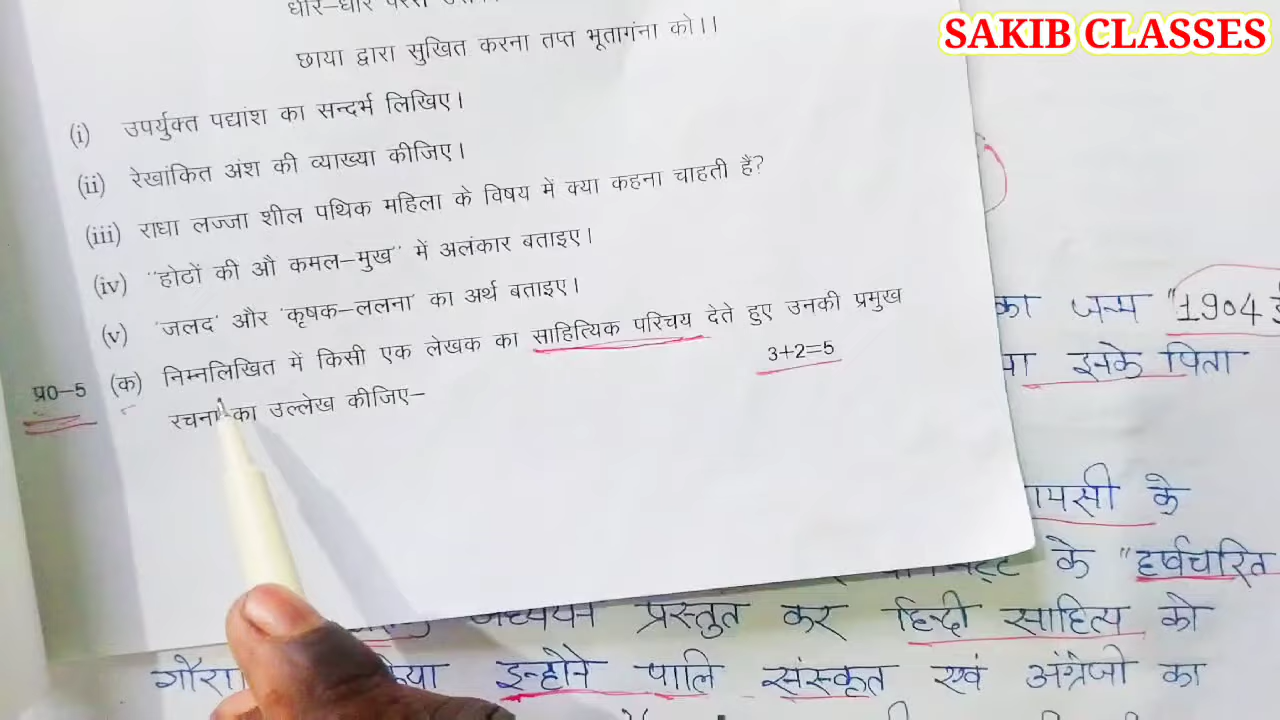 SAKIB CLASSES
धीरे-धीरे
छाया द्वारा सुखित करना तप्त भूतागंना को।।
(i) उपर्युक्त पद्यांश का सन्दर्भ लिखिए।
(ii) रेखांकित अंश की व्याख्या कीजिए।
(iii) राधा लज्जा शील पथिक महिला के विषय में क्या कहना चाहती हैं?
(iv) "होठों की औ कमल-मुख" में अलंकार बताइए।
(v) 'जलद' और 'कृषक-ललना' का अर्थ बताइए।
प्र0-5 (क) निम्नलिखित में किसी एक लेखक का साहित्यिक परिचय देते हुए उनकी प्रमुख
रचना का उल्लेख कीजिए- 3+2=5
का जन्म "1904 ई
इनके पिता
के
के "हर्षचरित
अध्ययन प्रस्तुत कर हिन्दी साहित्य को
इन्होने पालि संस्कृत एवं अंग्रेजी का